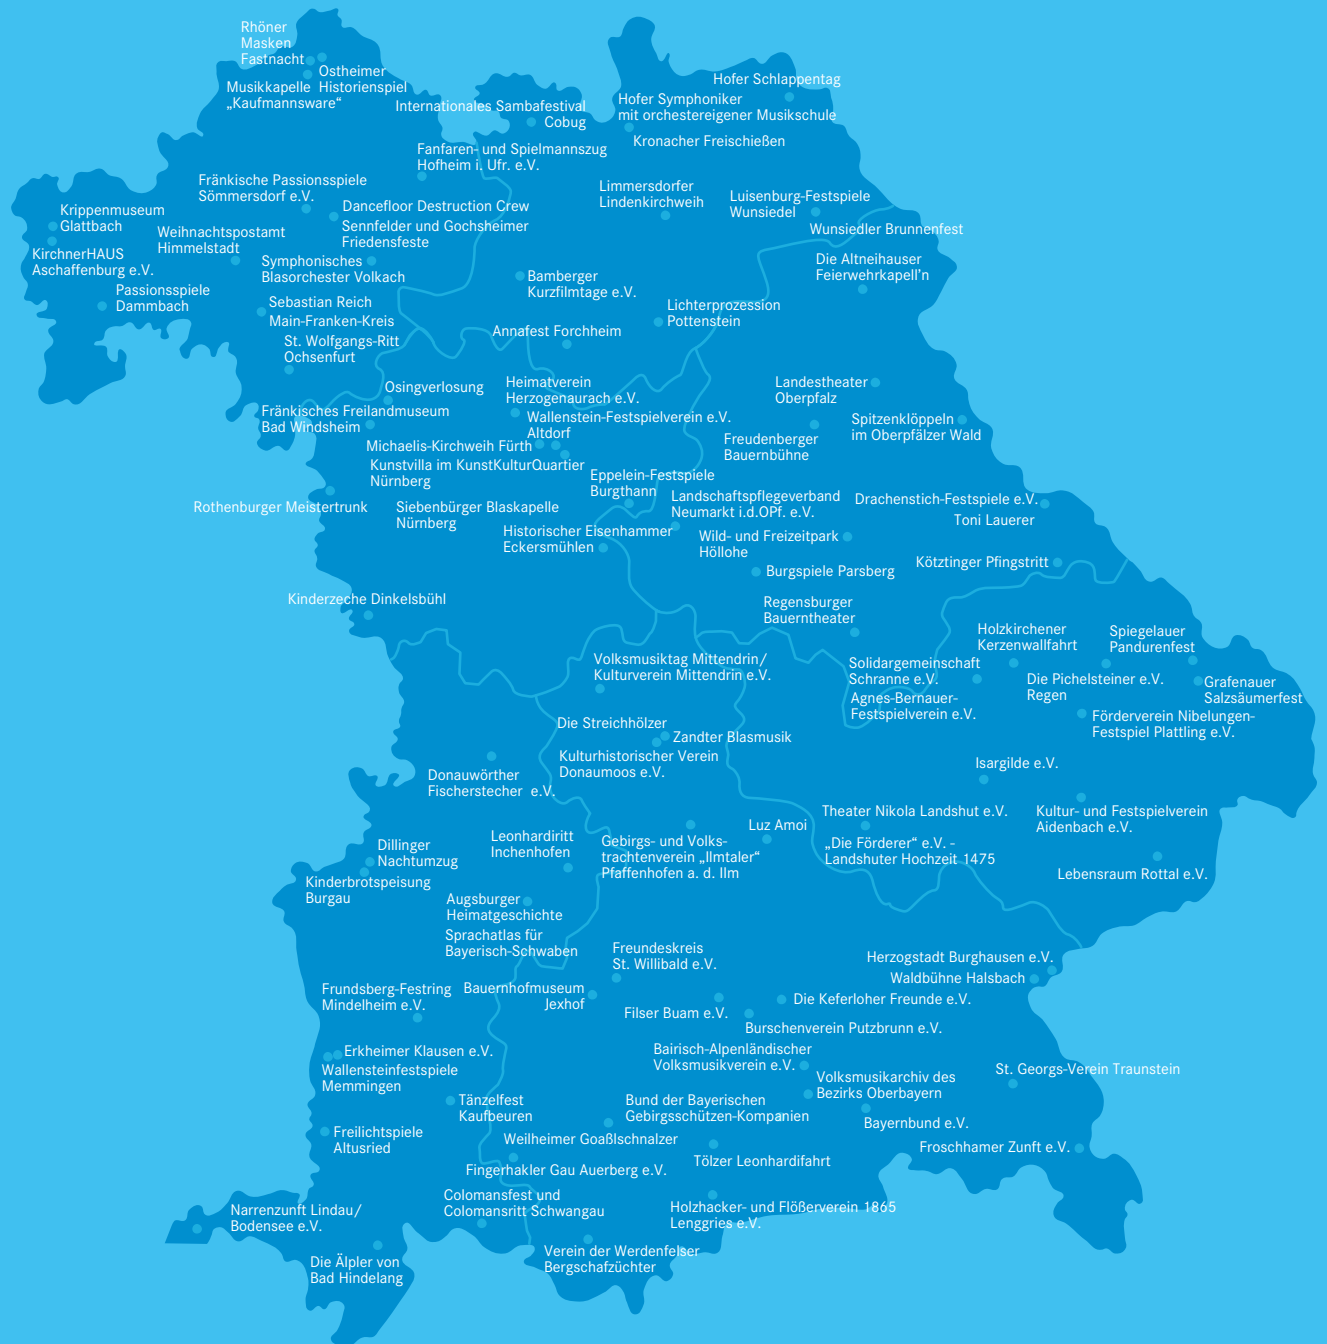 Rhöner
Masken
Fastnacht
Ostheimer
Historienspiel
Musikkapelle
„Kaufmannsware“
Internationales Sambafestival
Cobug
Hofer Schlappentag
Hofer Symphoniker
mit orchestereigener Musikschule
Kronacher Freischießen
Fanfaren- und Spielmannszug
Hofheim i. Ufr. e.V.
Fränkische Passionsspiele
Sömmersdorf e.V.
Dancefloor Destruction Crew
Sennfelder und Gochsheimer
Friedensfeste
Limmersdorfer
Lindenkirchweih
Luisenburg-Festspiele
Wunsiedel
Wunsiedler Brunnenfest
Krippenmuseum
Glattbach
KirchnerHAUS
Aschaffenburg e.V.
Weihnachtspostamt
Himmelstadt
Symphonisches
Blasorchester Volkach
Die Altneihauser
Feierwehrkapell’n
Bamberger
Kurzfilmtage e.V.
Passionsspiele
Dammbach
Sebastian Reich
Main-Franken-Kreis
St. Wolfgangs-Ritt
Ochsenfurt
Lichterprozession
Pottenstein
Annafest Forchheim
Osingverlosung
Heimatverein
Herzogenaurach e.V.
Landestheater
Oberpfalz
Fränkisches Freilandmuseum
Bad Windsheim
Wallenstein-Festspielverein e.V.
Altdorf
Spitzenklöppeln
im Oberpfälzer Wald
Freudenberger
Bauernbühne
Michaelis-Kirchweih Fürth
Kunstvilla im KunstKulturQuartier
Nürnberg
Eppelein-Festspiele
Burgthann
Rothenburger Meistertrunk
Siebenbürger Blaskapelle
Nürnberg
Landschaftspflegeverband
Neumarkt i.d.OPf. e.V.
Drachenstich-Festspiele e.V.
Toni Lauerer
Historischer Eisenhammer
Eckersmühlen
Wild- und Freizeitpark
Höllohe
Burgspiele Parsberg
Kötztinger Pfingstritt
Kinderzeche Dinkelsbühl
Regensburger
Bauerntheater
Holzkirchener
Kerzenwallfahrt
Spiegelauer
Pandurenfest
Volksmusiktag Mittendrin/
Kulturverein Mittendrin e.V.
Solidargemeinschaft
Schranne e.V.
Agnes-Bernauer-
Festspielverein e.V.
Die Pichelsteiner e.V.
Regen
Grafenauer
Salzsäumerfest
Förderverein Nibelungen-
Festspiel Plattling e.V.
Die Streichhölzer
Zandter Blasmusik
Kulturhistorischer Verein
Donaumoos e.V.
Donauwörther
Fischerstecher e.V.
Isargilde e.V.
Theater Nikola Landshut e.V.
Kultur- und Festspielverein
Aidenbach e.V.
Luz Amoi
„Die Förderer“ e.V. –
Landshuter Hochzeit 1475
Lebensraum Rottal e.V.
Leonhardiritt
Inchenhofen
Gebirgs- und Volks-
trachtenverein „Ilmtaler“
Pfaffenhofen a. d. Ilm
Dillinger
Nachtumzug
Kinderbrotspeisung
Burgau
Augsburger
Heimatgeschichte
Sprachatlas für
Bayerisch-Schwaben
Freundeskreis
St. Willibald e.V.
Herzogstadt Burghausen e.V.
Waldbühne Halsbach
Frundsberg-Festring
Mindelheim e.V.
Bauernhofmuseum
Jexhof
Filser Buam e.V.
Die Keferloher Freunde e.V.
Burschenverein Putzbrunn e.V.
Erkheimer Klausen e.V.
Wallensteinfestspiele
Memmingen
Bairisch-Alpenländischer
Volksmusikverein e.V.
Volksmusikarchiv des
Bezirks Oberbayern
St. Georgs-Verein Traunstein
Tänzelfest
Kaufbeuren
Bund der Bayerischen
Gebirgsschützen-Kompanien
Bayernbund e.V.
Freilichtspiele
Altusried
Weilheimer Goaßlschnalzer
Froschhamer Zunft e.V.
Fingerhakler Gau Auerberg e.V.
Tölzer Leonhardifahrt
Colomansfest und
Colomansritt Schwangau
Holzhacker- und Flößerverein 1865
Lenggries e.V.
Narrenzunft Lindau/
Bodensee e.V.
Verein der Werdenfelser
Bergschafzüchter
Die Älpler von
Bad Hindelang